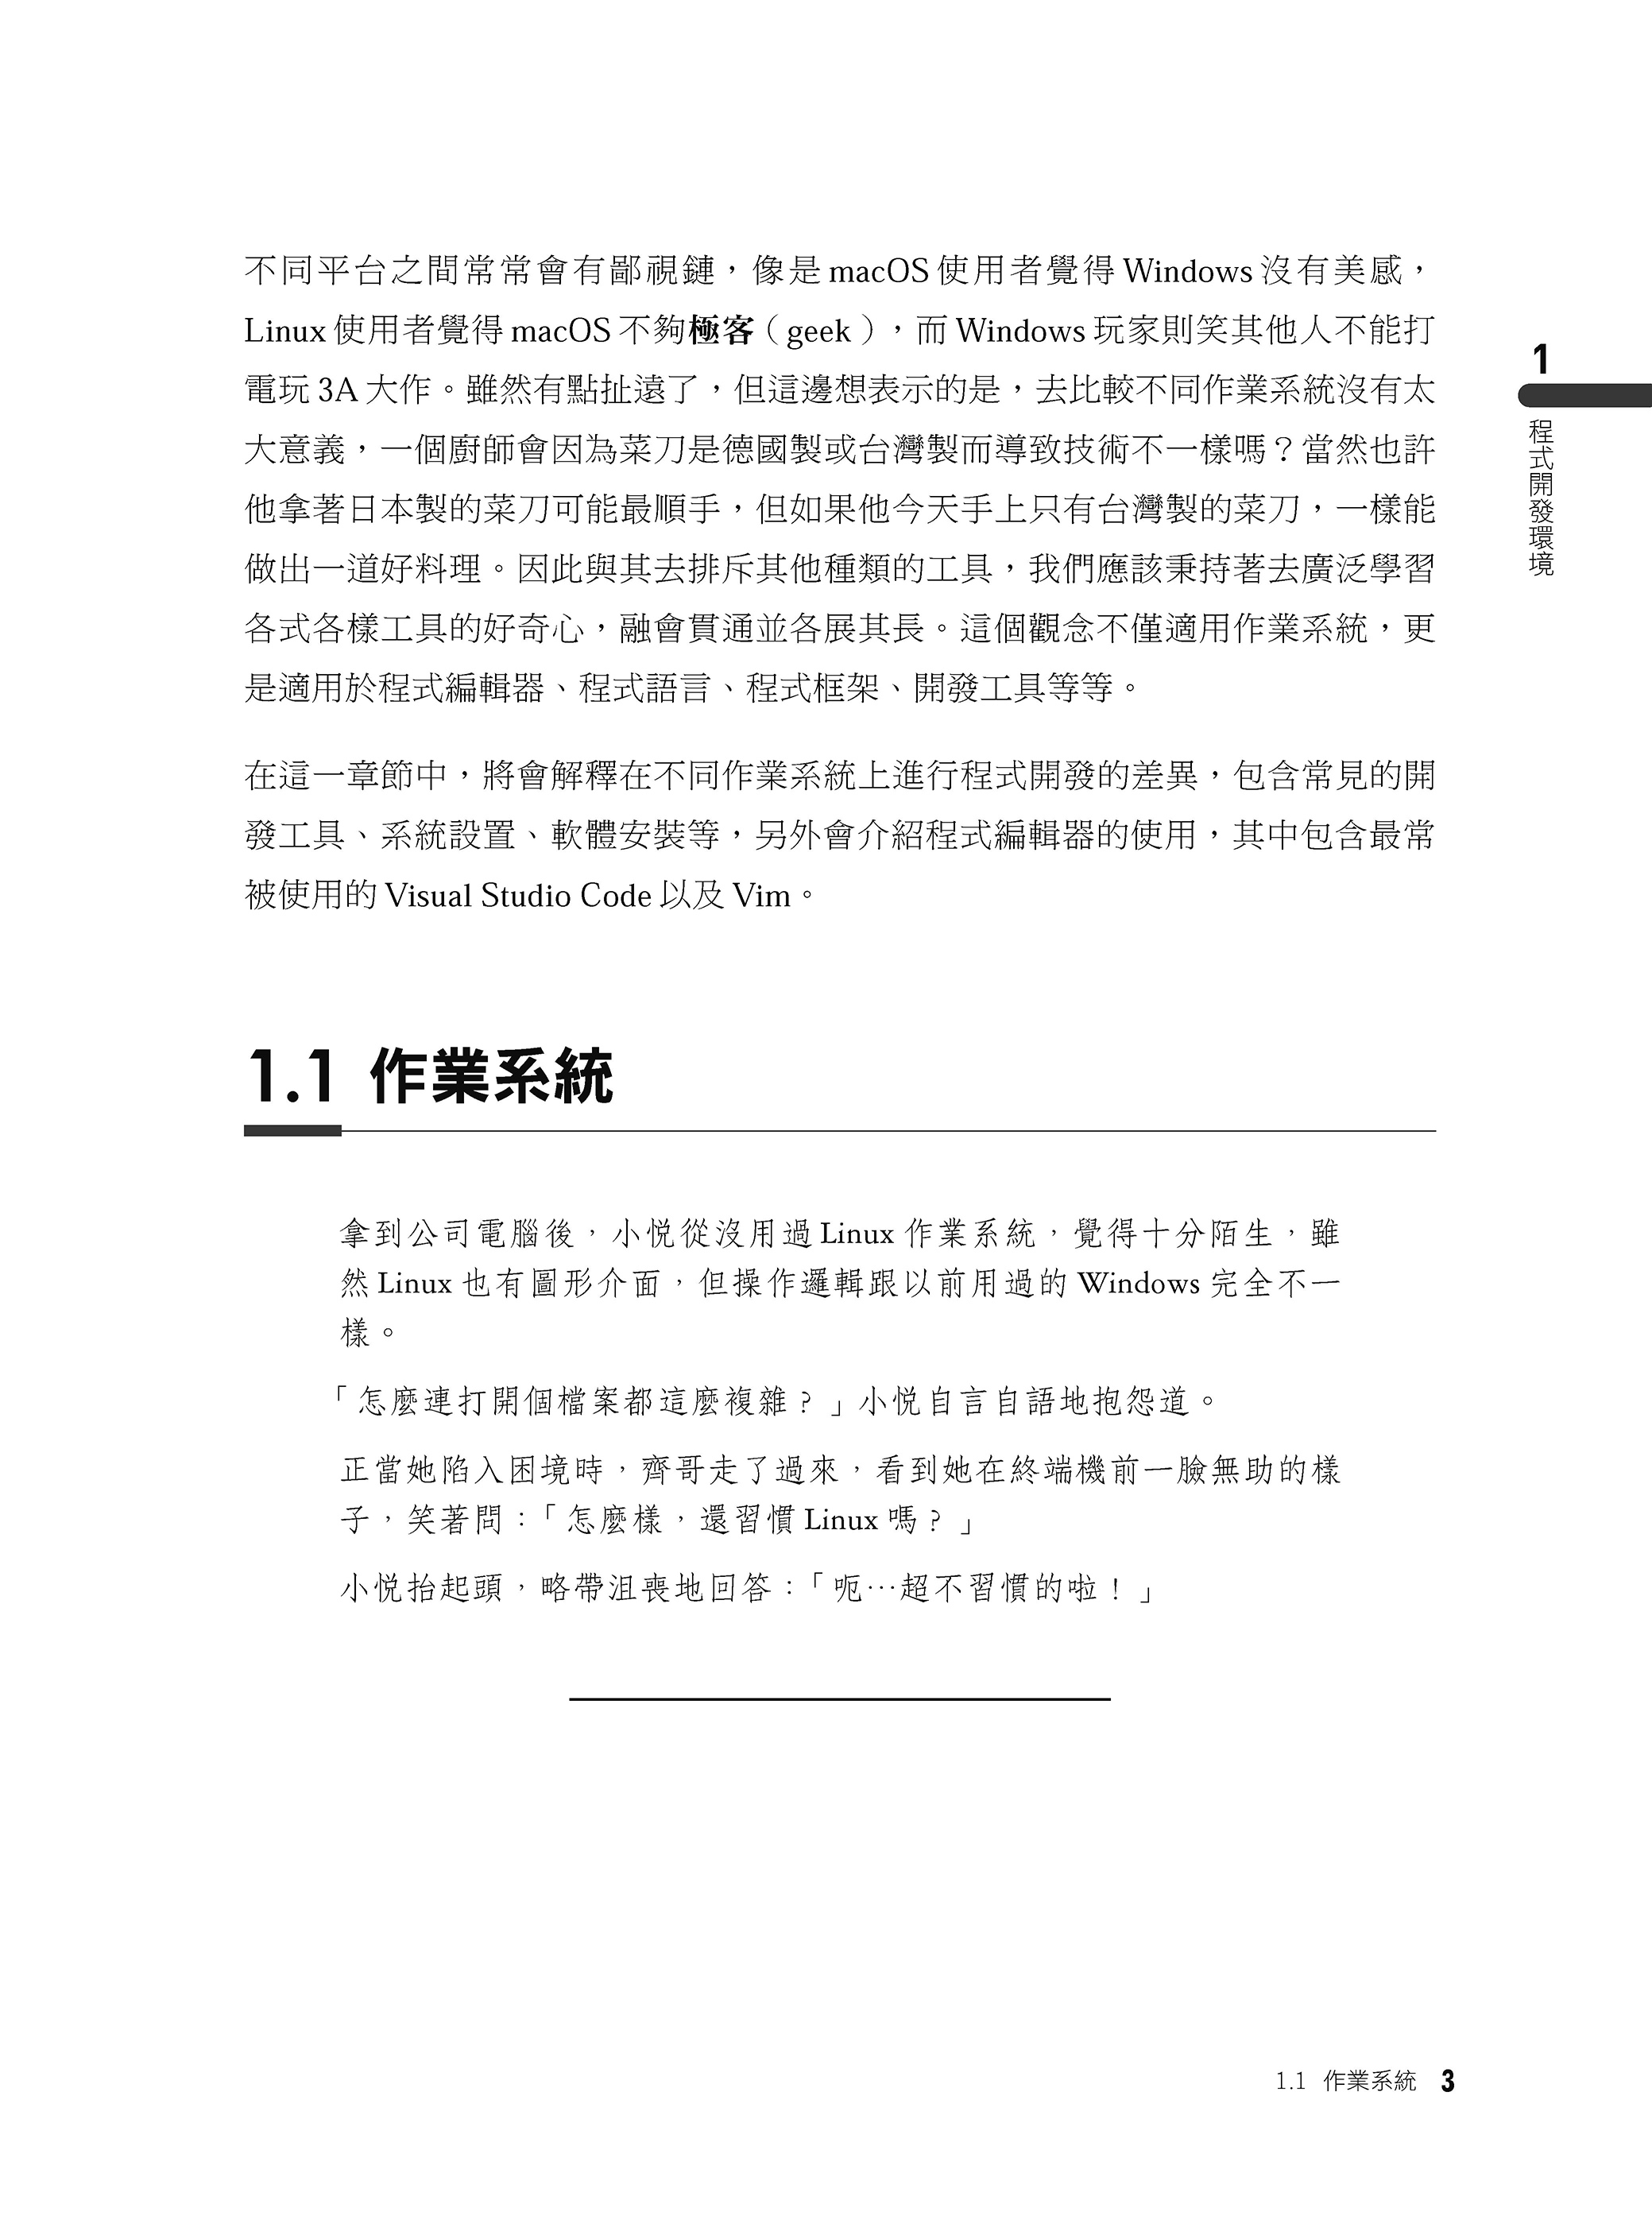 不同平台之間常常會有鄙視鏈，像是 macOS 使用者覺得 Windows 沒有美感，
Linux 使用者覺得 macOS 不夠極客（geek），而 Windows 玩家則笑其他人不能打
電玩 3A 大作。雖然有點扯遠了，但這邊想表示的是，去比較不同作業系統沒有太
大意義，一個廚師會因為菜刀是德國製或台灣製而導致技術不一樣嗎？當然也許
他拿著日本製的菜刀可能最順手，但如果他今天手上只有台灣製的菜刀，一樣能
做出一道好料理。因此與其去排斥其他種類的工具，我們應該秉持著去廣泛學習
各式各樣工具的好奇心，融會貫通並各展其長。這個觀念不僅適用作業系統，更
是適用於程式編輯器、程式語言、程式框架、開發工具等等。
在這一章節中，將會解釋在不同作業系統上進行程式開發的差異，包含常見的開
發工具、系統設置、軟體安裝等，另外會介紹程式編輯器的使用，其中包含最常
被使用的 Visual Studio Code 以及 Vim。
1
程式開發環境
1.1 作業系統
拿到公司電腦後，小悅從沒用過 Linux 作業系統，覺得十分陌生，雖
然 Linux 也有圖形介面，但操作邏輯跟以前用過的 Windows 完全不一
樣。
「怎麼連打開個檔案都這麼複雜？」小悅自言自語地抱怨道。
正當她陷入困境時，齊哥走了過來，看到她在終端機前一臉無助的樣
子，笑著問：「怎麼樣，還習慣 Linux 嗎？」
小悅抬起頭，略帶沮喪地回答：「呃…超不習慣的啦！」
1.1 作業系統 3